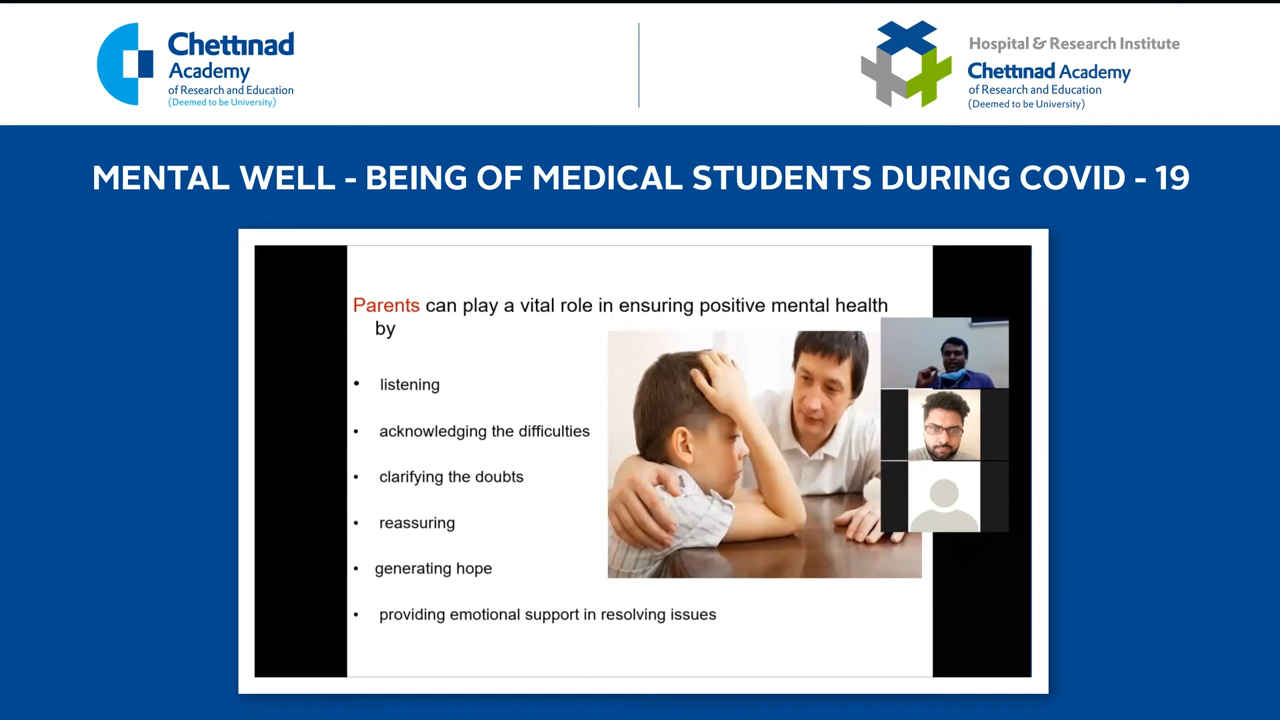 Chettinad
Academy
of Research and Education
(Deemed to be University)
Hospital & Research Institute
Chettinad Academy
of Research and Education
(Deemed to be University)
MENTAL WELL - BEING OF MEDICAL STUDENTS DURING COVID - 19
Parents can play a vital role in ensuring positive mental health
by
• listening
• acknowledging the difficulties
• clarifying the doubts
• reassuring
• generating hope
• providing emotional support in resolving issues